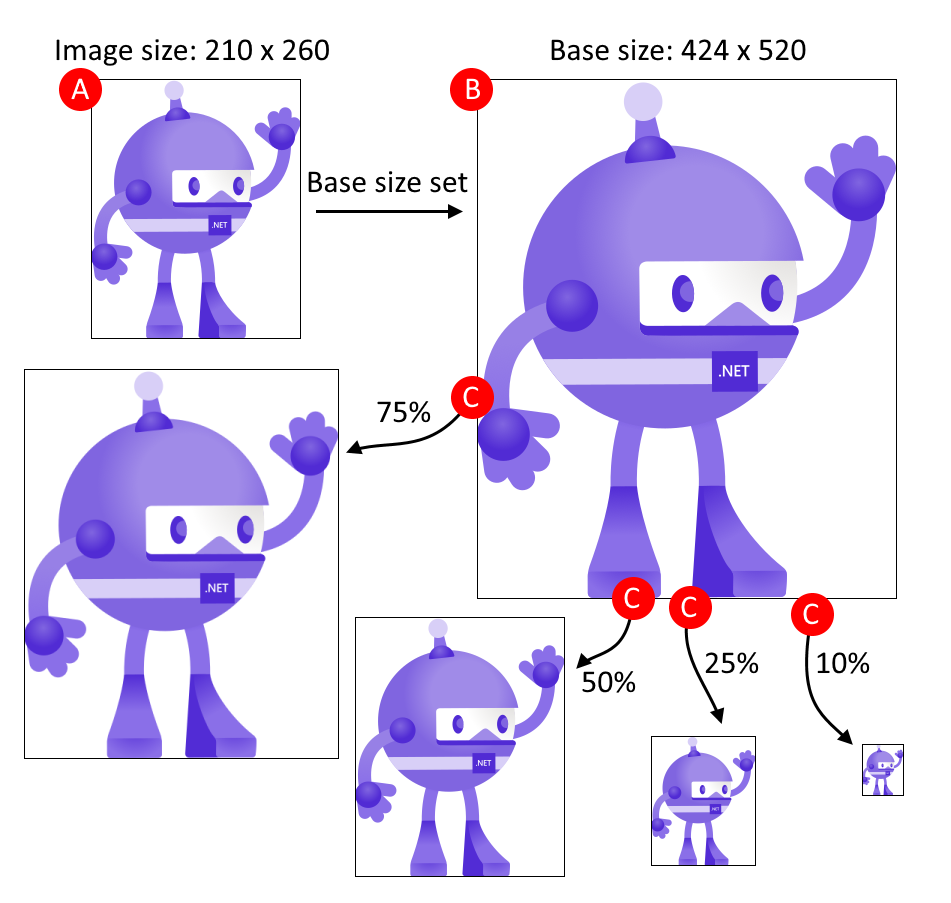 Image size: 210 x 260
Base size: 424 x 520
A
B
Base size set
.NET
.NET
C
75%
.NET
C
C
C
50%
25%
10%
.NET
.NET